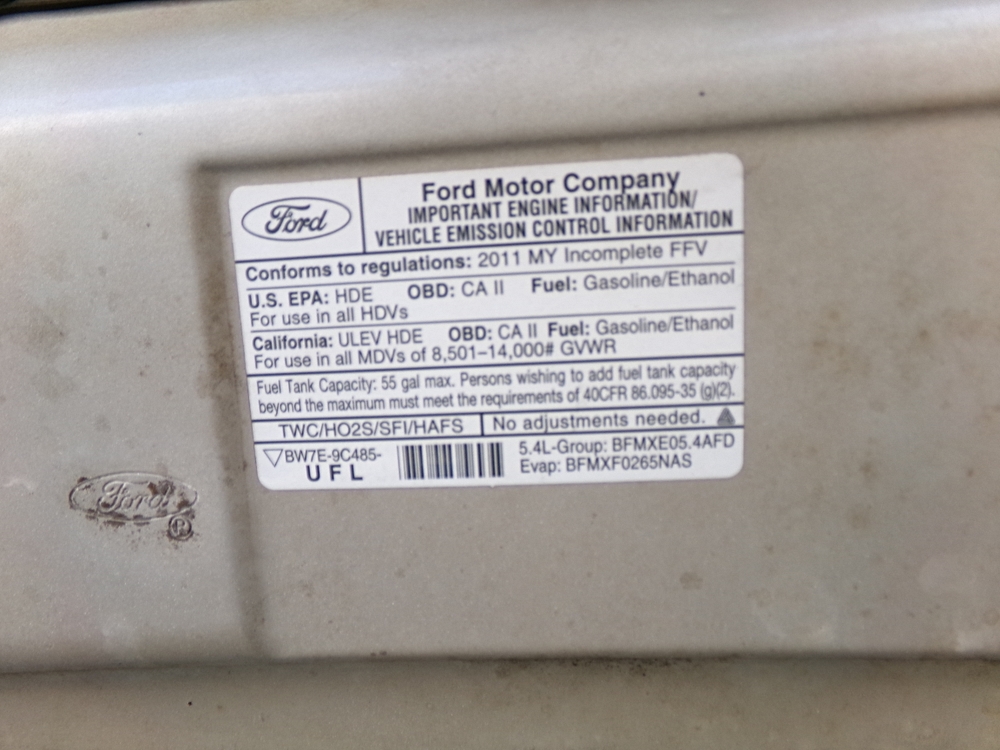 Ford
Ford Motor Company
IMPORTANT ENGINE INFORMATION/
VEHICLE EMISSION CONTROL INFORMATION
Conforms to regulations: 2011 MY Incomplete FFV
U.S. EPA: HDE OBD: CA II Fuel: Gasoline/Ethanol
For use in all HDVs
California: ULEV HDE OBD: CA II Fuel: Gasoline/Ethanol
For use in all MDVs of 8,501–14,000# GVWR
Fuel Tank Capacity: 55 gal max. Persons wishing to add fuel tank capacity
beyond the maximum must meet the requirements of 40CFR 86.095-35 (g)(2).
TWC/HO2S/SFI/HAFS No adjustments needed.
BW7E-9C485-
UFL
5.4L-Group: BFMXE05.4AFD
Evap: BFMXF0265NAS
Ford
®